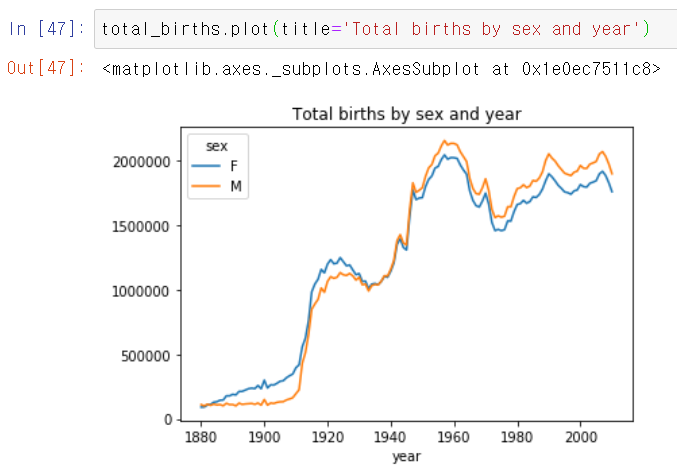 In [47]: total_births.plot(title='Total births by sex and year')
Out[47]: <matplotlib.axes._subplots.AxesSubplot at 0x1e0ec7511c8>
Total births by sex and year
sex
F
M
2000000
1500000
1000000
500000
0
1880 1900 1920 1940 1960 1980 2000
year